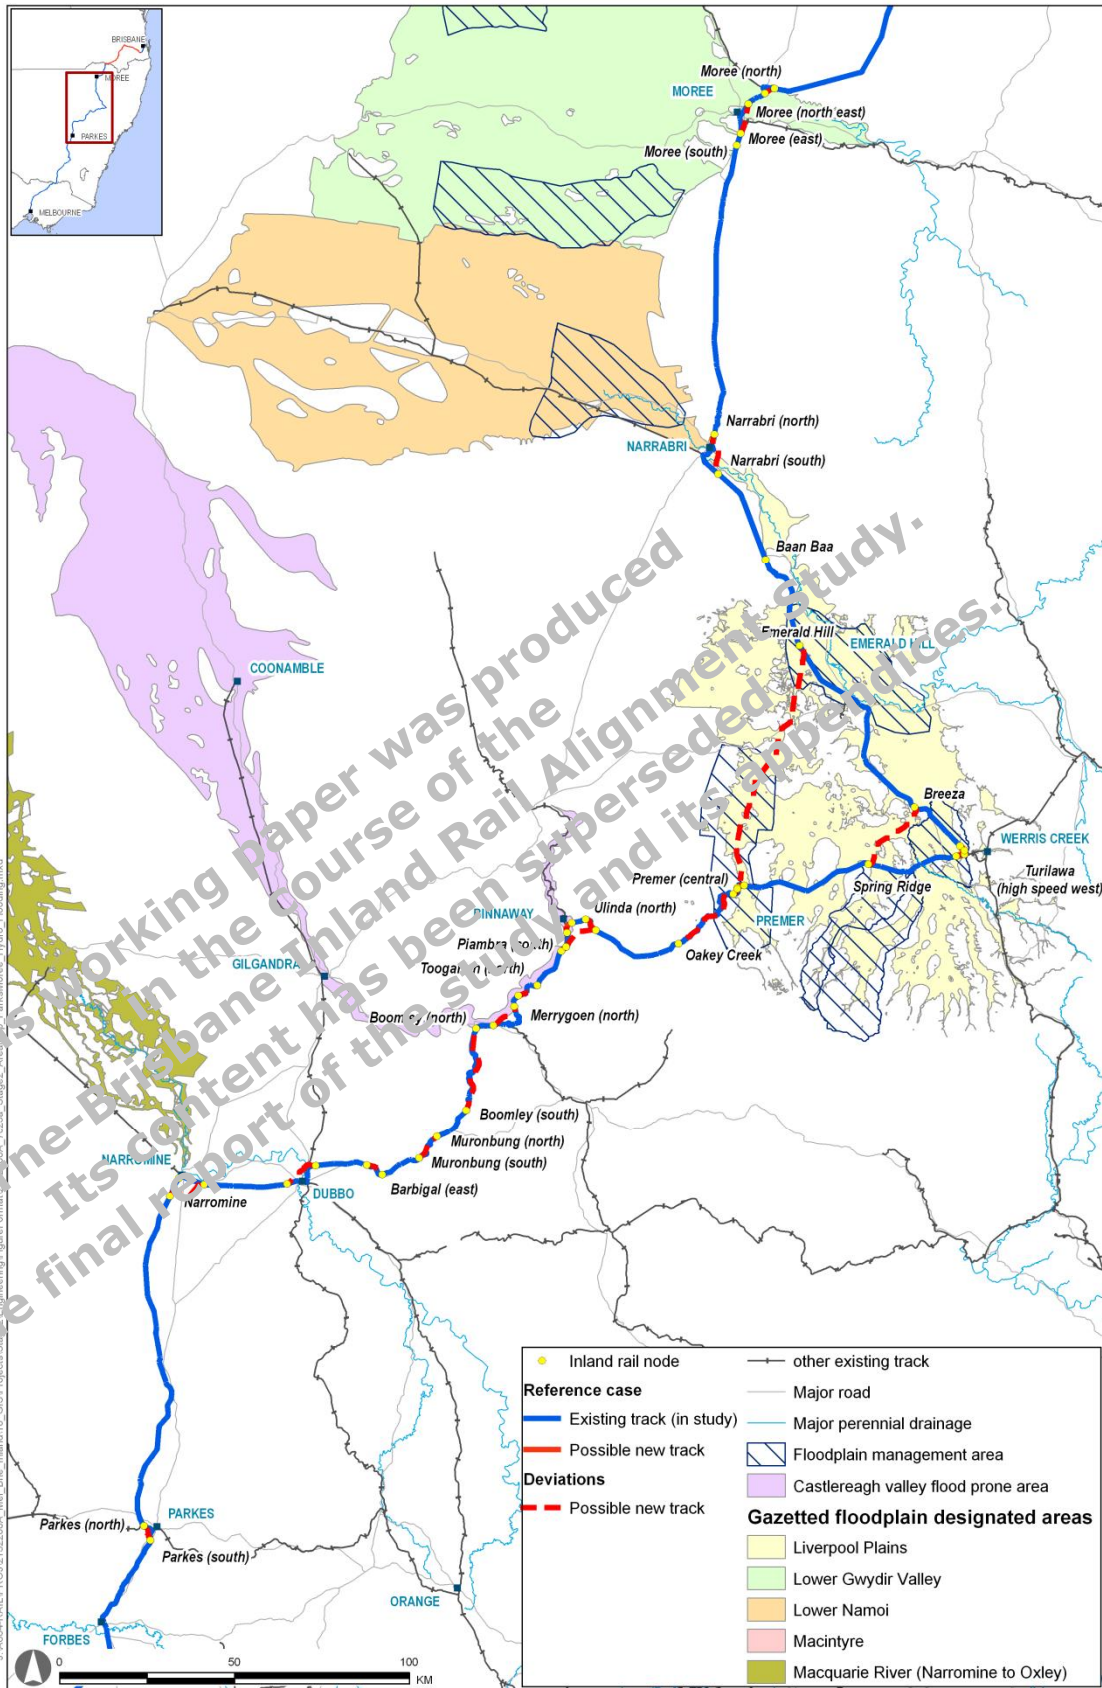 BRISBANE
MOREE
PARKES
MELBOURNE
Moree (north)
MOREE
Moree (north east)
Moree (east)
Moree (south)
Narrabri (north)
NARRABRI
Narrabri (south)
Baan Baa
Emerald Hill
EMERALD HILL
COONAMBLE
Breeza
WERRIS CREEK
Turilawa
(high speed west)
Spring Ridge
Premer (central)
PREMER
Ulinda (north)
BINNAWAY
Piambra (north)
Oakey Creek
GILGANDRA
Merrygoen (north)
Boomley (north)
Boomley (south)
Muronbung (north)
Muronbung (south)
Barbigal (east)
NARROMINE
Narromine
DUBBO
Parkes (north)
PARKES
Parkes (south)
ORANGE
FORBES
working paper was produced
in the course of the
rne-Brisbane Inland Rail Alignment Study.
Its content has been superseded
e final report of the study and its appendices.
Inland rail node
Reference case
Existing track (in study)
Possible new track
Deviations
Possible new track
other existing track
Major road
Major perennial drainage
Floodplain management area
Castlereagh valley flood prone area
Gazetted floodplain designated areas
Liverpool Plains
Lower Gwydir Valley
Lower Namoi
Macintyre
Macquarie River (Narromine to Oxley)
0 50 100
KM